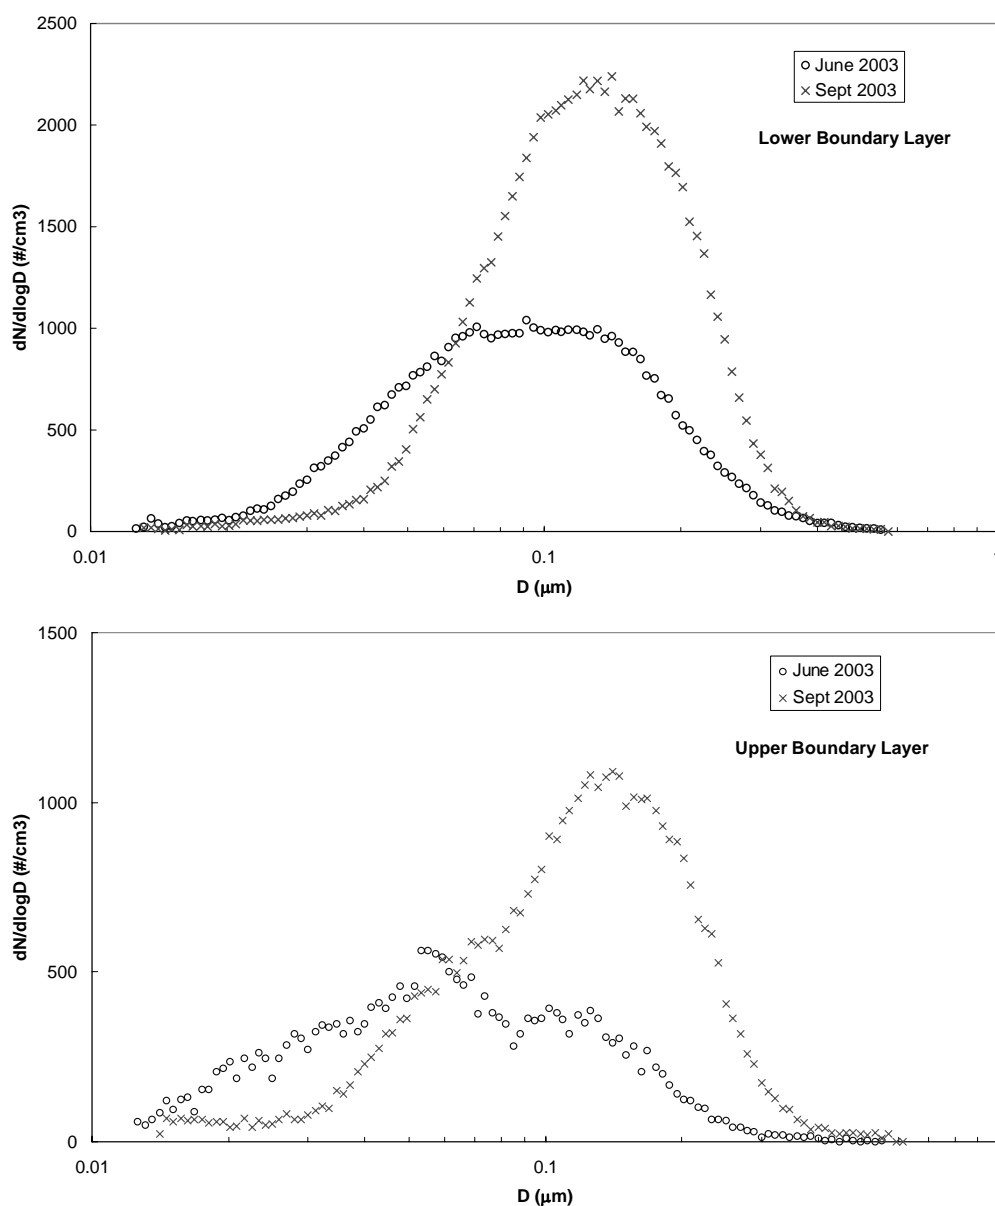 2500
2000
1500
1000
500
0
dN/dlogD (#/cm3)
June 2003
Sept 2003
Lower Boundary Layer
0.01
0.1
1
D (μm)
1500
1000
500
0
dN/dlogD (#/cm3)
June 2003
Sept 2003
Upper Boundary Layer
0.01
0.1
D (μm)